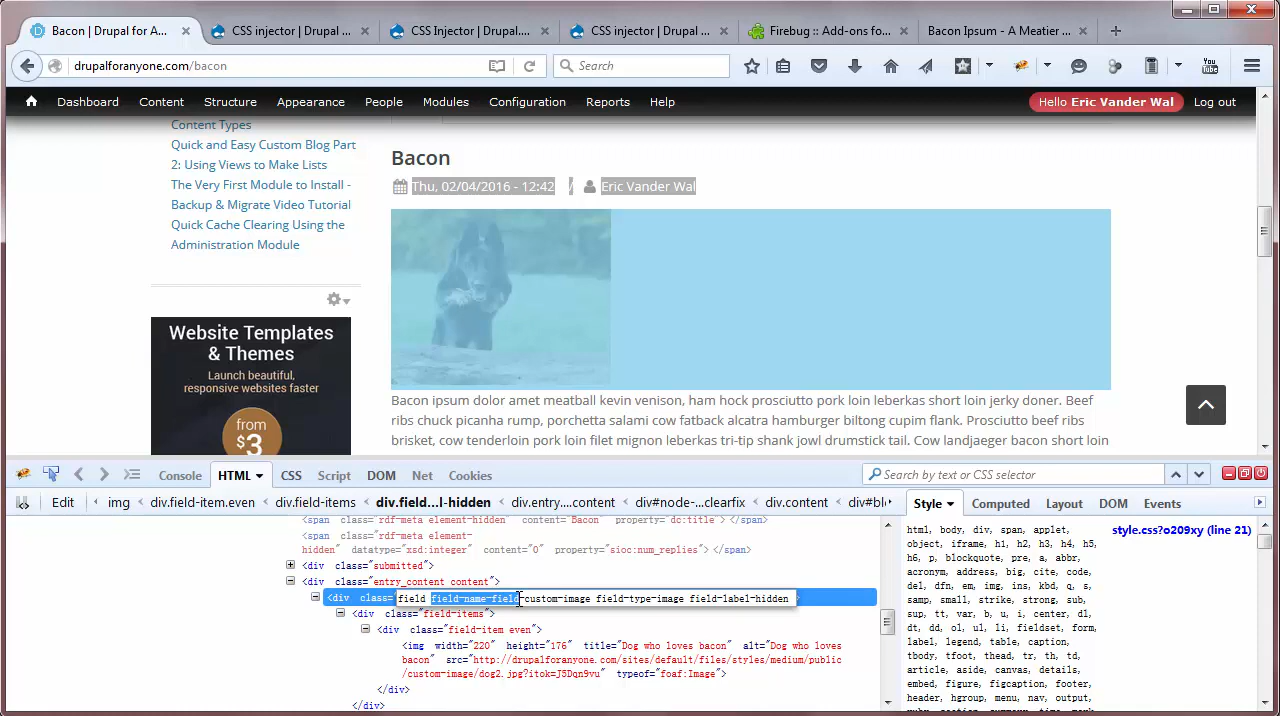 Bacon | Drupal for A...
CSS injector | Drupal ...
CSS Injector | Drupal....
CSS injector | Drupal ...
Firebug :: Add-ons fo...
Bacon Ipsum - A Meatier ...
drupalforanyone.com/bacon
Search
You
Tube
Dashboard Content Structure Appearance People Modules Configuration Reports Help
Hello Eric Vander Wal Log out
Content Types
Quick and Easy Custom Blog Part
2: Using Views to Make Lists
The Very First Module to Install -
Backup & Migrate Video Tutorial
Quick Cache Clearing Using the
Administration Module
Website Templates
& Themes
Launch beautiful,
responsive websites faster
from
$3
Bacon
Thu, 02/04/2016 - 12:42 / Eric Vander Wal
Bacon ipsum dolor amet meatball kevin venison, ham hock prosciutto pork loin leberkas short loin jerky doner. Beef
ribs chuck picanha rump, porchetta salami cow fatback alcatra hamburger biltong cupim flank. Prosciutto beef ribs
brisket, cow tenderloin pork loin filet mignon leberkas tri-tip shank jowl drumstick tail. Cow landjaeger bacon short loin
Console HTML CSS Script DOM Net Cookies
Search by text or CSS selector
Edit img div.field-item.even div.field-items div.field...l-hidden div.entry....content div#node-...clearfix div.content div#bl
Style Computed Layout DOM Events
<span class="rdf-meta element-hidden" content="Bacon" property="dc:title"> </span>
<span class="rdf-meta element-
hidden" datatype="xsd:integer" content="0" property="sioc:num_replies"> </span>
<div class="submitted">
<div class="entry_content content">
<div class="field field-name-field-custom-image field-type-image field-label-hidden
<div class="field-items">
<div class="field-item even">
<img width="220" height="176" title="Dog who loves bacon" alt="Dog who loves
bacon" src="http://drupalforanyone.com/sites/default/files/styles/medium/public
/custom-image/dog2.jpg?itok=J5Dqn9vu" typeof="foaf:Image">
</div>
</div>
html, body, div, span, applet,
style.css?o209xy (line 21)
object, iframe, h1, h2, h3, h4, h5,
h6, p, blockquote, pre, a, abbr,
acronym, address, big, cite, code,
del, dfn, em, img, ins, kbd, q, s,
samp, small, strike, strong, sub,
sup, tt, var, b, u, i, center, dl,
dt, dd, ol, ul, li, fieldset, form,
label, legend, table, caption,
tbody, tfoot, thead, tr, th, td,
article, aside, canvas, details,
embed, figure, figcaption, footer,
header, hgroup, menu, nav, output,